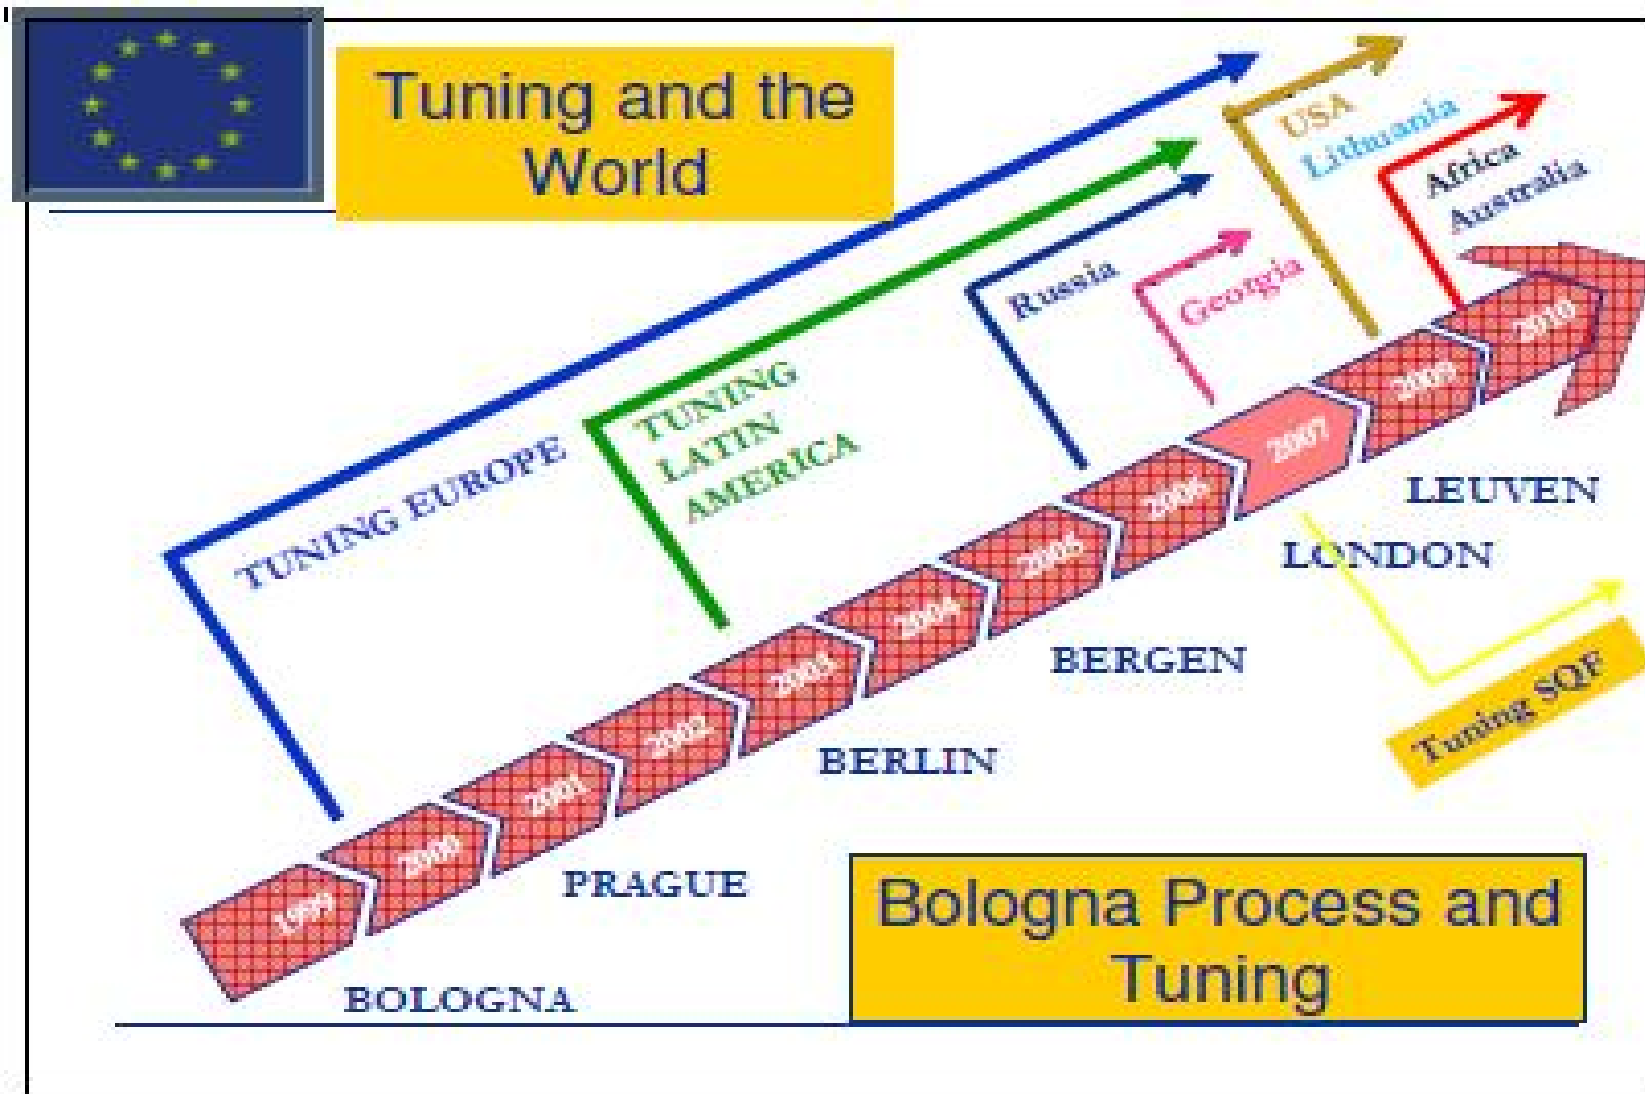 Tuning and the
World
USA
Lithuania
Africa
Australia
Russia
Georgia
TUNING EUROPE
TUNING
LATIN
AMERICA
1999
2000
2001
2002
2003
2004
2005
2006
2007
2009
2010
BOLOGNA
PRAGUE
BERLIN
BERGEN
LONDON
LEUVEN
Tuning SQF
Bologna Process and
Tuning